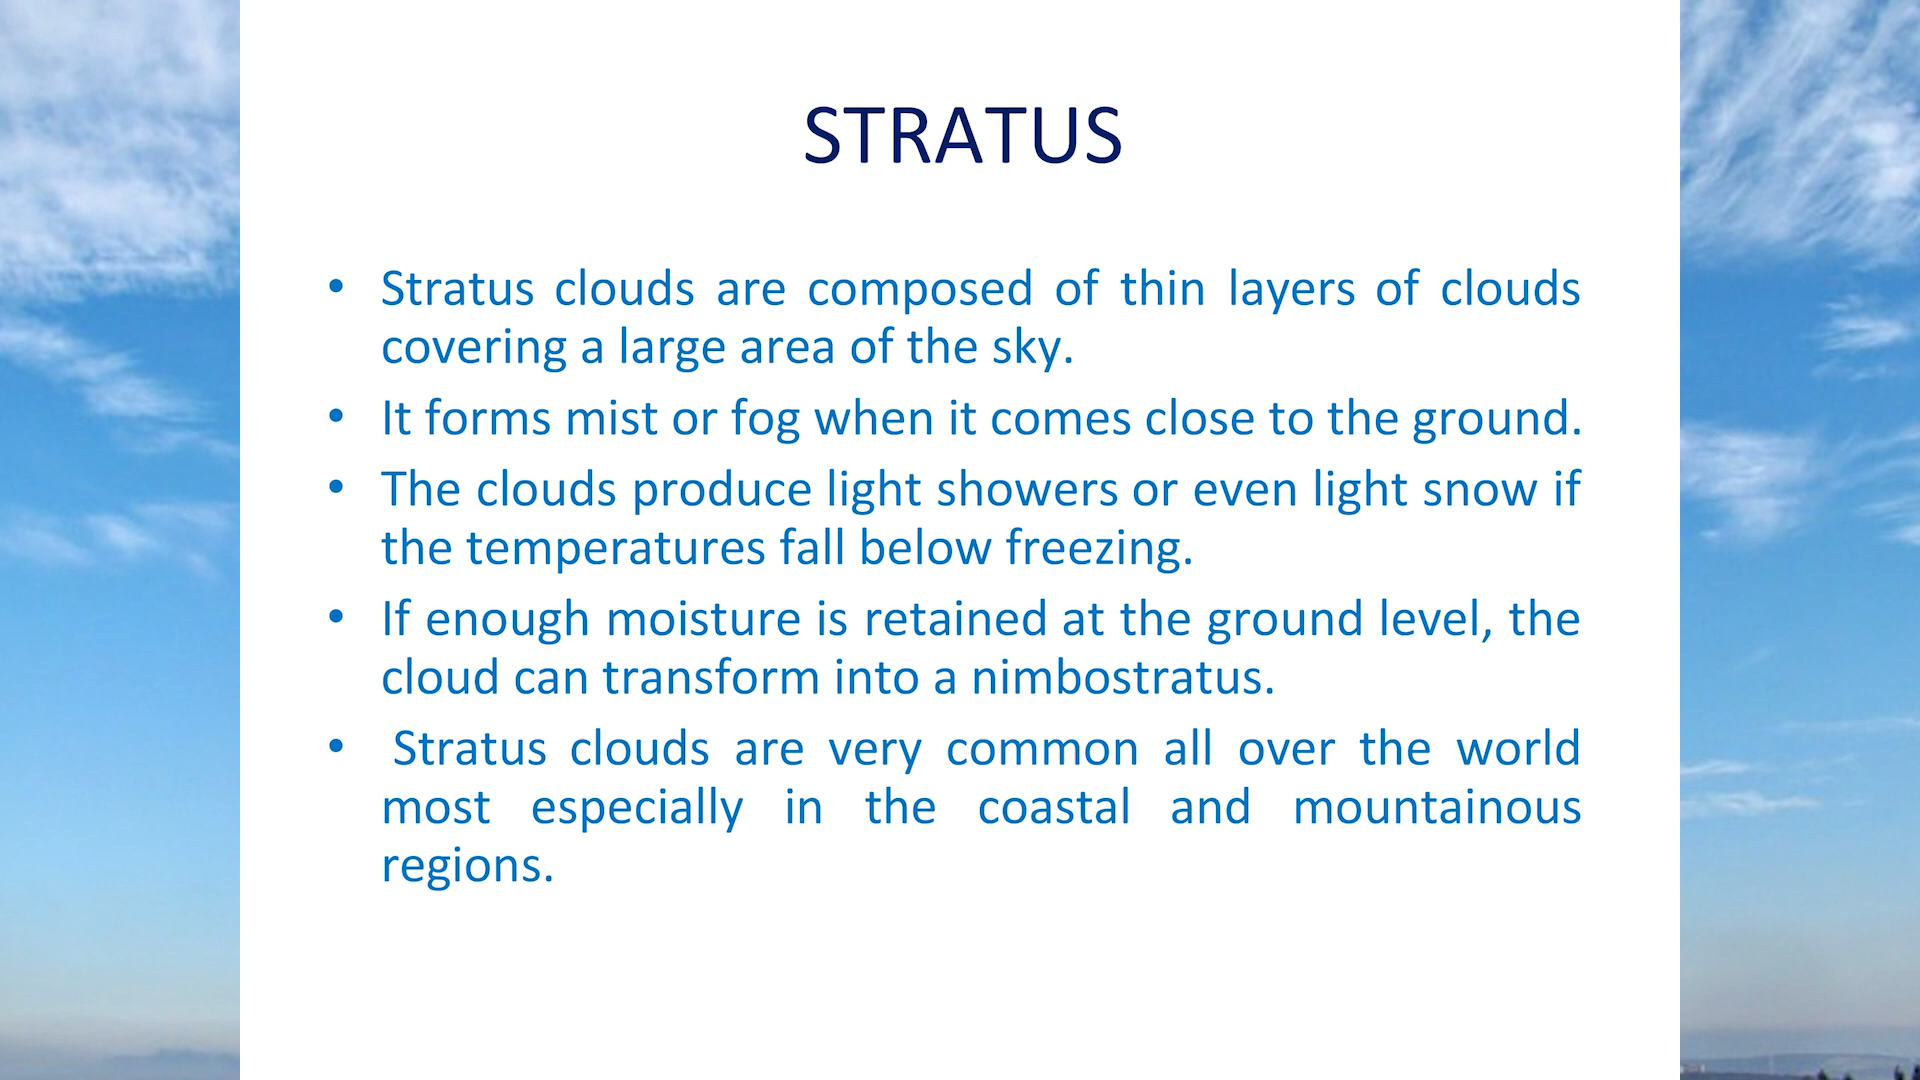 STRATUS
• Stratus clouds are composed of thin layers of clouds
covering a large area of the sky.
• It forms mist or fog when it comes close to the ground.
• The clouds produce light showers or even light snow if
the temperatures fall below freezing.
• If enough moisture is retained at the ground level, the
cloud can transform into a nimbostratus.
• Stratus clouds are very common all over the world
most especially in the coastal and mountainous
regions.